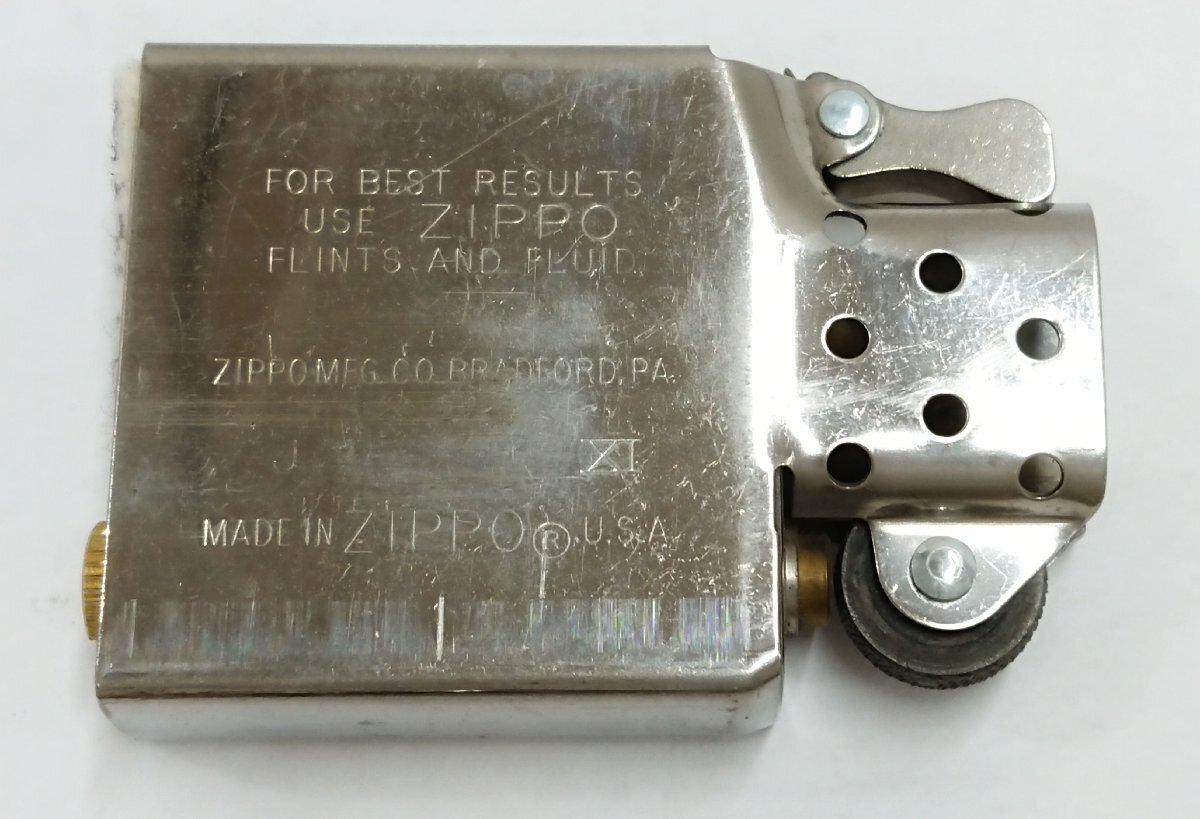 FOR BEST RESULTS
USE ZIPPO
FLINTS AND FLUID
ZIPPO MFG. CO. BRADFORD, PA.
J XI
MADE IN ZIPPO ® U.S.A.